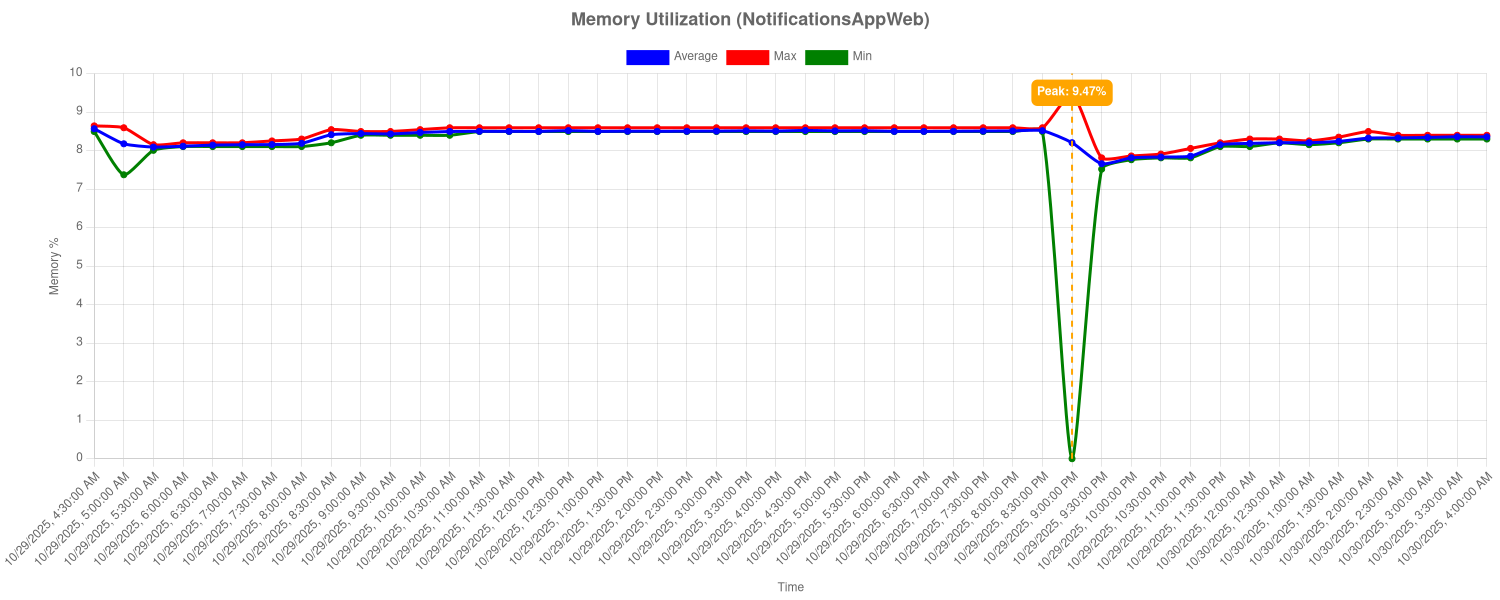 Memory Utilization (NotificationsAppWeb)
Average Max Min
Peak: 9.47%
10
9
8
7
6
5
4
3
2
1
0
Memory %
10/29/2025, 4:30:00 AM
10/29/2025, 5:00:00 AM
10/29/2025, 5:30:00 AM
10/29/2025, 6:00:00 AM
10/29/2025, 6:30:00 AM
10/29/2025, 7:00:00 AM
10/29/2025, 7:30:00 AM
10/29/2025, 8:00:00 AM
10/29/2025, 8:30:00 AM
10/29/2025, 9:00:00 AM
10/29/2025, 9:30:00 AM
10/29/2025, 10:00:00 AM
10/29/2025, 10:30:00 AM
10/29/2025, 11:00:00 AM
10/29/2025, 11:30:00 AM
10/29/2025, 12:00:00 PM
10/29/2025, 12:30:00 PM
10/29/2025, 1:00:00 PM
10/29/2025, 1:30:00 PM
10/29/2025, 2:00:00 PM
10/29/2025, 2:30:00 PM
10/29/2025, 3:00:00 PM
10/29/2025, 3:30:00 PM
10/29/2025, 4:00:00 PM
10/29/2025, 4:30:00 PM
10/29/2025, 5:00:00 PM
10/29/2025, 5:30:00 PM
10/29/2025, 6:00:00 PM
10/29/2025, 6:30:00 PM
10/29/2025, 7:00:00 PM
10/29/2025, 7:30:00 PM
10/29/2025, 8:00:00 PM
10/29/2025, 8:30:00 PM
10/29/2025, 9:00:00 PM
10/29/2025, 9:30:00 PM
10/29/2025, 10:00:00 PM
10/29/2025, 10:30:00 PM
10/29/2025, 11:00:00 PM
10/29/2025, 11:30:00 PM
10/30/2025, 12:00:00 AM
10/30/2025, 12:30:00 AM
10/30/2025, 1:00:00 AM
10/30/2025, 1:30:00 AM
10/30/2025, 2:00:00 AM
10/30/2025, 2:30:00 AM
10/30/2025, 3:00:00 AM
10/30/2025, 3:30:00 AM
10/30/2025, 4:00:00 AM
Time